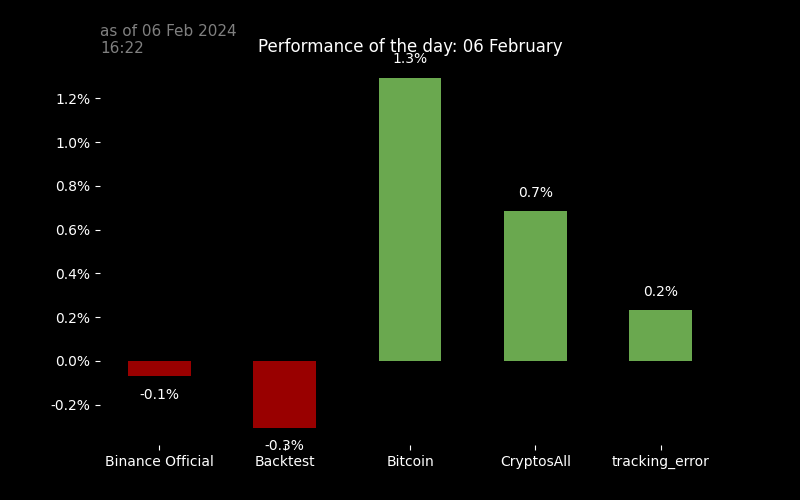 as of 06 Feb 2024
16:22
Performance of the day: 06 February
1.3%
1.2%
1.0%
0.8%
0.7%
0.6%
0.4%
0.2%
0.2%
0.0%
-0.1%
-0.2%
-0.3%
Binance Official
Backtest
Bitcoin
CryptosAll
tracking_error